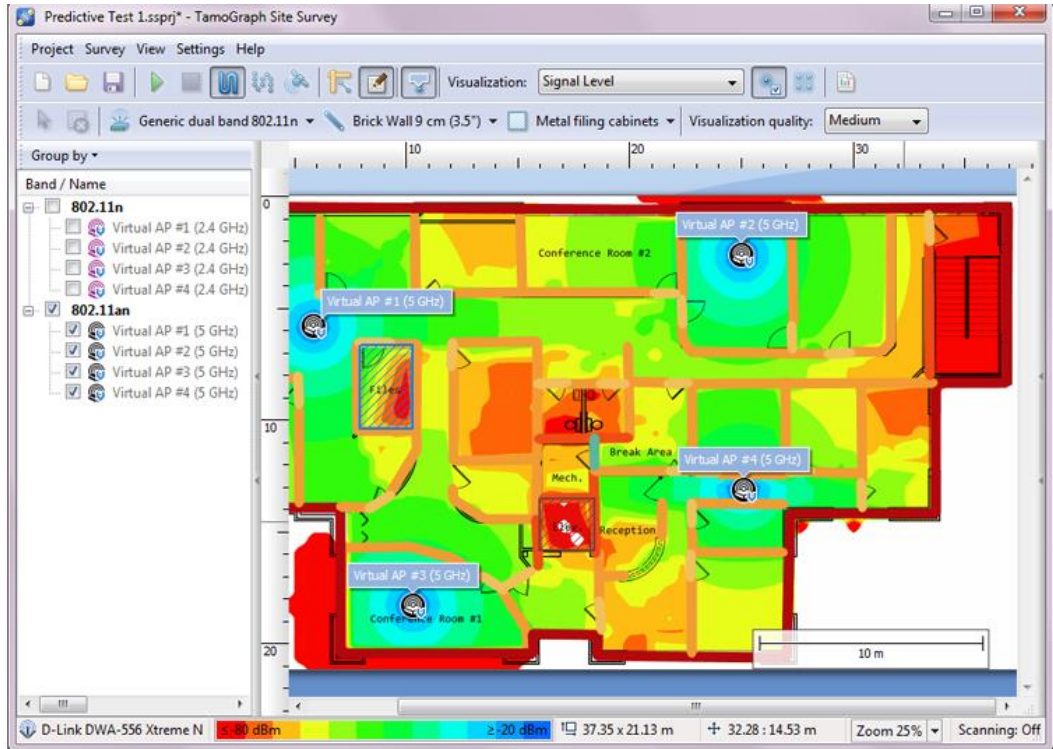 Predictive Test 1.ssprj* - TamoGraph Site Survey
Project Survey View Settings Help
Visualization: Signal Level
Generic dual band 802.11n Brick Wall 9 cm (3.5") Metal filing cabinets Visualization quality: Medium
Group by
Band / Name
802.11n
Virtual AP #1 (2.4 GHz)
Virtual AP #2 (2.4 GHz)
Virtual AP #3 (2.4 GHz)
Virtual AP #4 (2.4 GHz)
802.11an
Virtual AP #1 (5 GHz)
Virtual AP #2 (5 GHz)
Virtual AP #3 (5 GHz)
Virtual AP #4 (5 GHz)
10 20 30
0
10
20
Virtual AP #2 (5 GHz)
Conference Room #2
Virtual AP #1 (5 GHz)
Files
Break Area
Virtual AP #4 (5 GHz)
Mech.
Reception
Virtual AP #3 (5 GHz)
Conference Room #1
10 m
D-Link DWA-556 Xtreme N ≤-80 dBm ≥-20 dBm 37.35 x 21.13 m 32.28 : 14.53 m Zoom 25% Scanning: Off